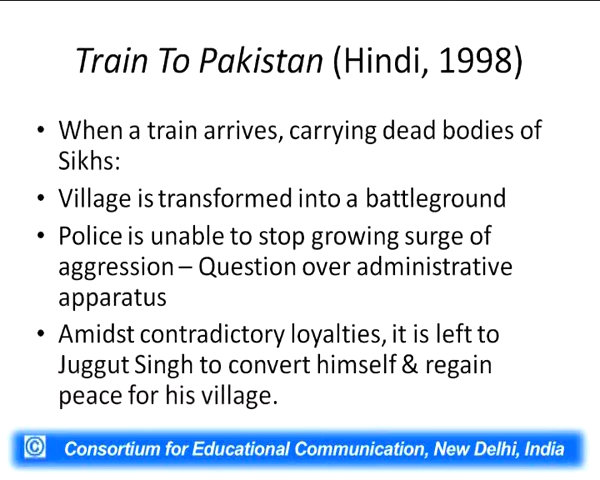 Train To Pakistan (Hindi, 1998)
• When a train arrives, carrying dead bodies of
Sikhs:
• Village is transformed into a battleground
• Police is unable to stop growing surge of
aggression – Question over administrative
apparatus
• Amidst contradictory loyalties, it is left to
Juggut Singh to convert himself & regain
peace for his village.
© Consortium for Educational Communication, New Delhi, India